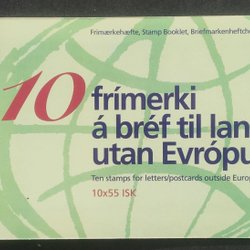 Frimærkehæfte, Stamp Booklet, Briefmarkenheftch
10 frímerki
á bréf til lan
utan Evrópu
Ten stamps for letters/postcards outside Euro
10x55 ISK